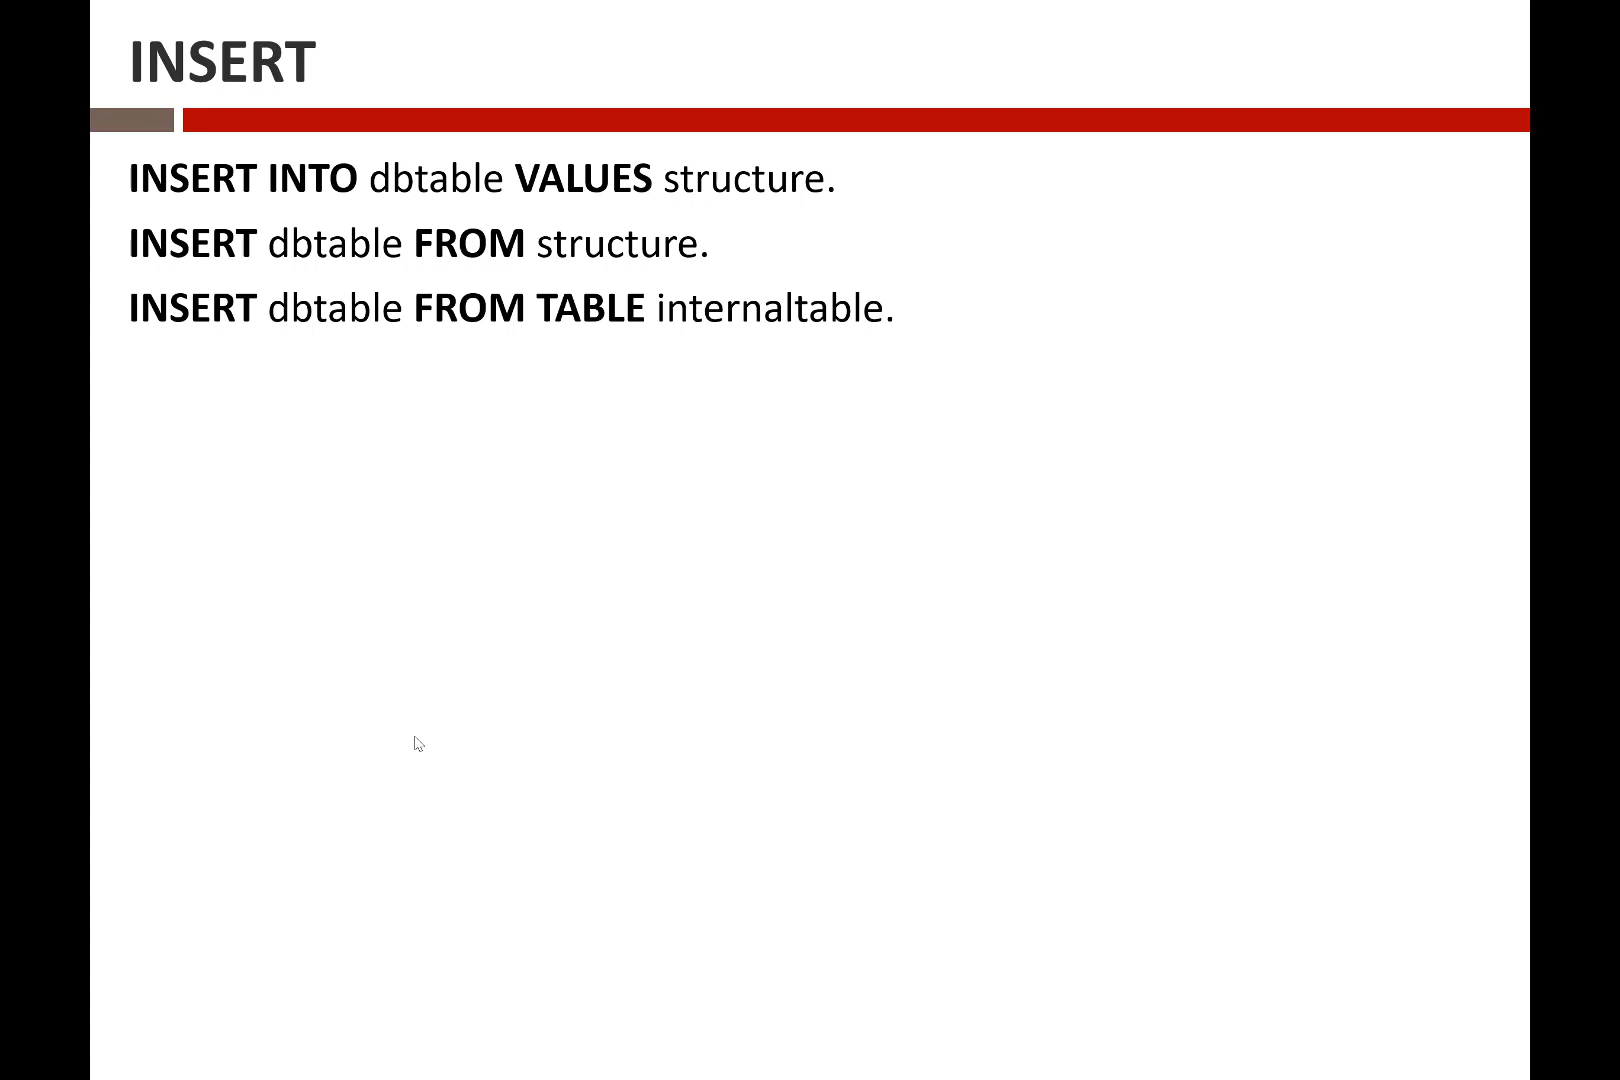 INSERT
INSERT INTO dbtable VALUES structure.
INSERT dbtable FROM structure.
INSERT dbtable FROM TABLE internaltable.